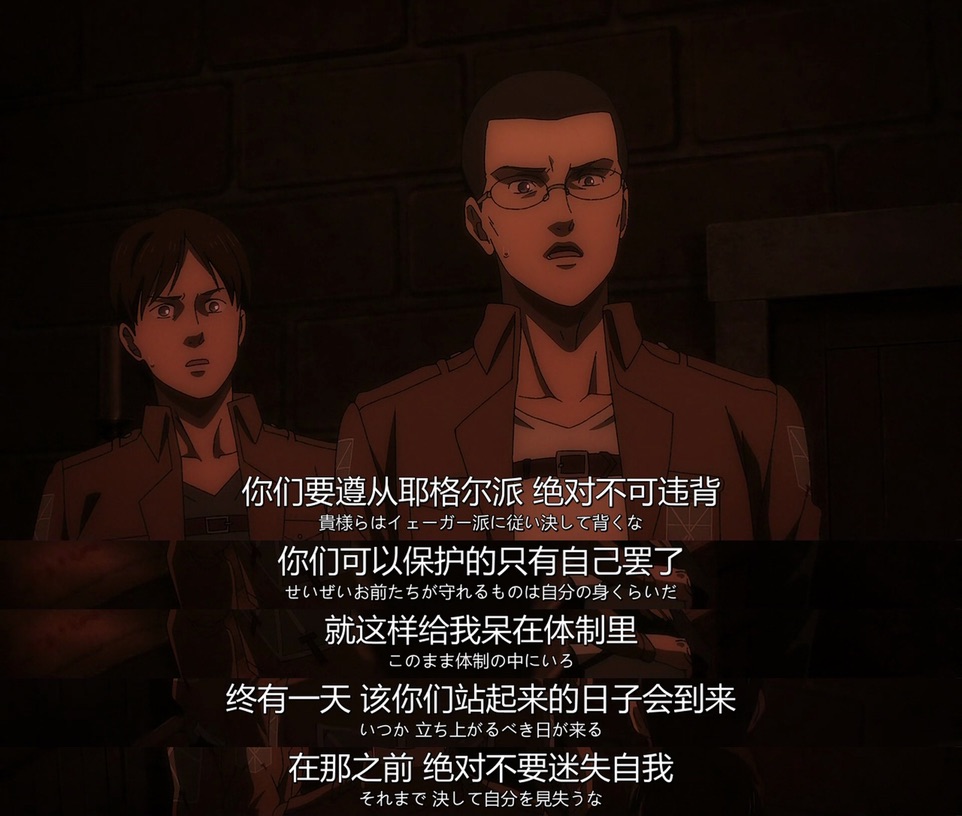 你们要遵从耶格尔派 绝对不可违背
貴様らはイェーガー派に従い決して背くな
你们可以保护的只有自己罢了
せいぜいお前たちが守れるものは自分の身くらいだ
就这样给我呆在体制里
このまま体制の中にいろ
终有一天 该你们站起来的日子会到来
いつか 立ち上がるべき日が来る
在那之前 绝对不要迷失自我
それまで 決して自分を見失うな